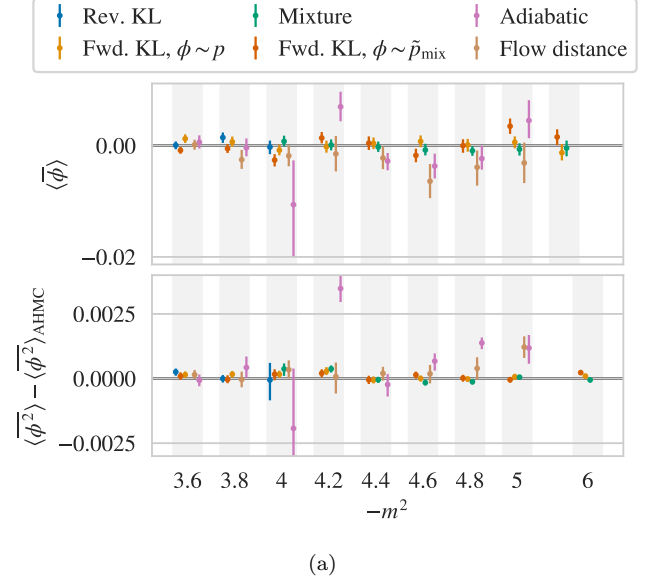 Rev. KL Mixture Adiabatic
Fwd. KL, ϕ ∼ p Fwd. KL, ϕ ∼ p̃mix Flow distance
0.00
−0.02
⟨ϕ̅⟩
0.0025
0.0000
−0.0025
⟨ϕ̅²⟩ − ⟨ϕ̅²⟩AHMC
3.6 3.8 4 4.2 4.4 4.6 4.8 5 6
−m²
(a)